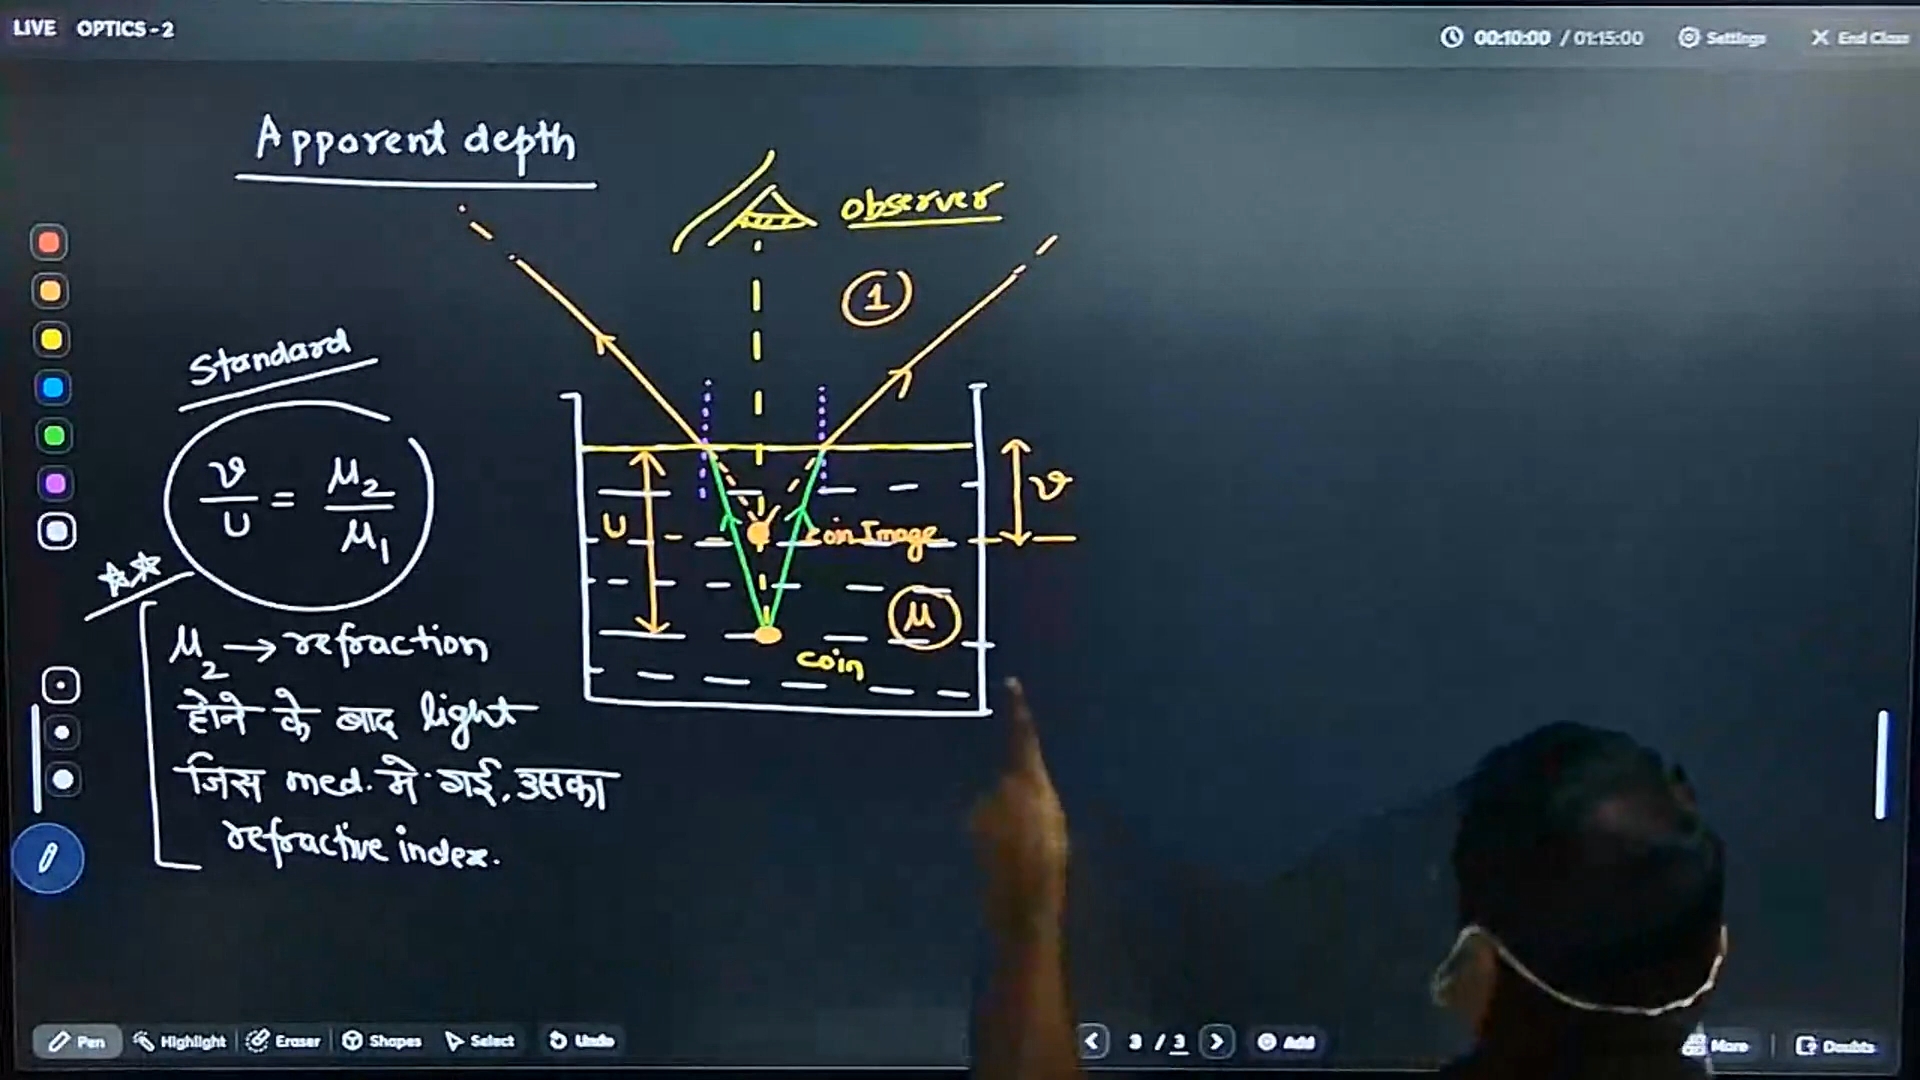 LIVE OPTICS - 2
00:10:00 / 01:15:00 Settings End Class
Apparent depth
observer
1
Standard
v/u = μ2/μ1
v
u
coin Image
μ
coin
μ2 → refraction
होने के बाद light
जिस med. मे गई, उसका
refractive index.
Pen Highlight Eraser Shapes Select Undo 3 / 3 Add More Doubts